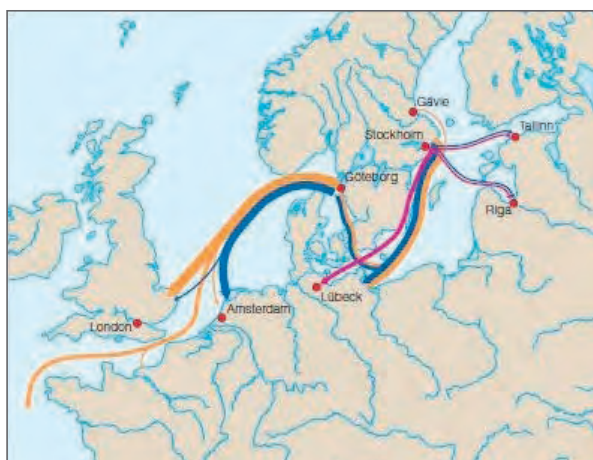 Gävle
Stockholm
Tallinn
Göteborg
Riga
Lübeck
London
Amsterdam